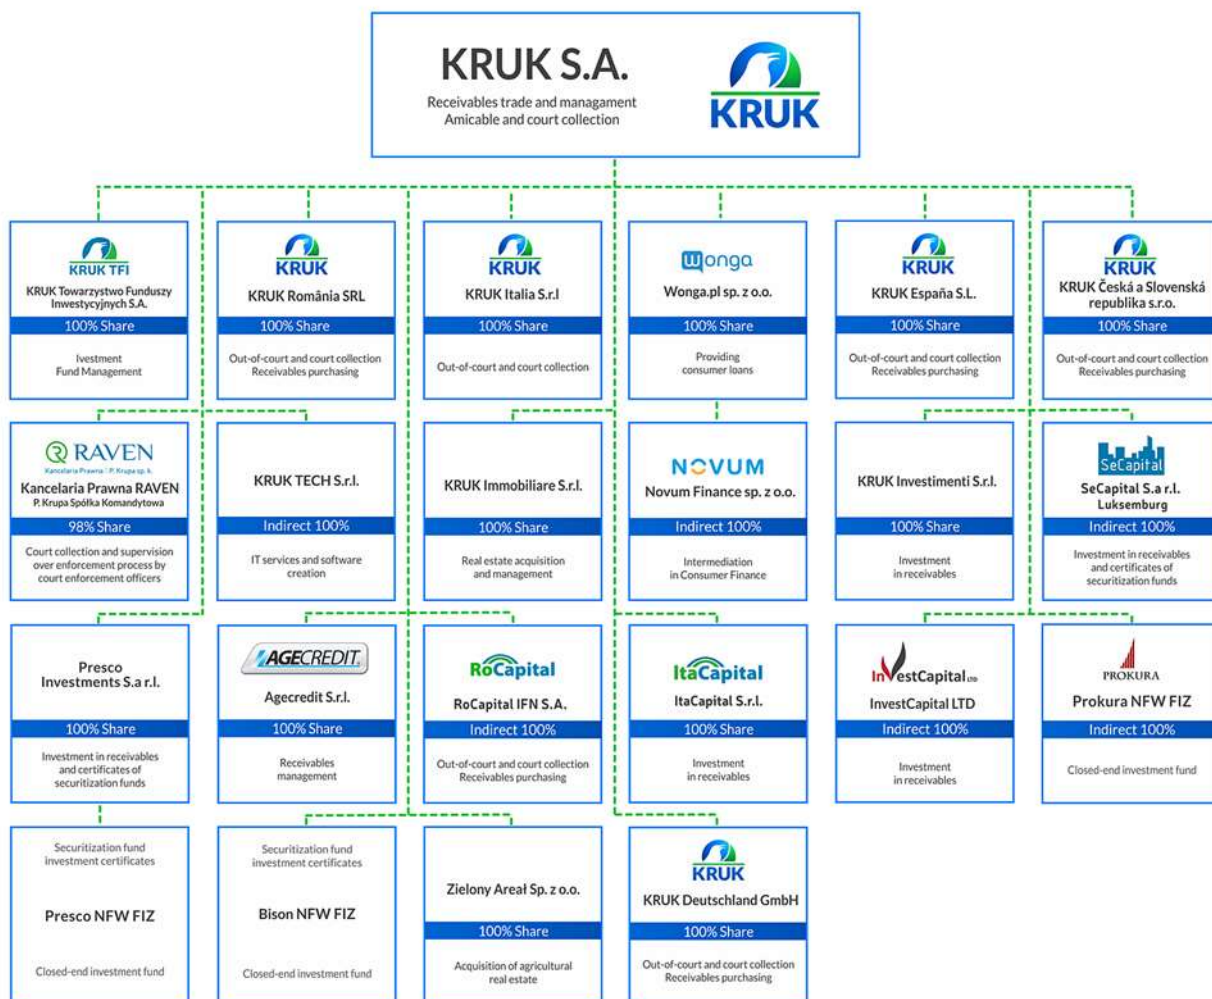 KRUK S.A.
Receivables trade and managament
Amicable and court collection
KRUK
KRUK TFI
KRUK Towarzystwo Funduszy
Inwestycyjnych S.A.
100% Share
Ivestment
Fund Management
KRUK
KRUK România SRL
100% Share
Out-of-court and court collection
Receivables purchasing
KRUK
KRUK Italia S.r.l
100% Share
Out-of-court and court collection
wonga
Wonga.pl sp. z o.o.
100% Share
Providing
consumer loans
KRUK
KRUK España S.L.
100% Share
Out-of-court and court collection
Receivables purchasing
KRUK
KRUK Česká a Slovenská
republika s.r.o.
100% Share
Out-of-court and court collection
Receivables purchasing
RAVEN
Kancelaria Prawna | P. Krupa sp. k.
Kancelaria Prawna RAVEN
P. Krupa Spółka Komandytowa
98% Share
Court collection and supervision
over enforcement process by
court enforcement officers
KRUK TECH S.r.l.
Indirect 100%
IT services and software
creation
KRUK Immobiliare S.r.l.
100% Share
Real estate acquisition
and management
NOVUM
Novum Finance sp. z o.o.
Indirect 100%
Intermediation
in Consumer Finance
KRUK Investimenti S.r.l.
100% Share
Investment
in receivables
SeCapital
SeCapital S.a r.l.
Luksemburg
Indirect 100%
Investment in receivables
and certificates of
securitization funds
Presco
Investments S.a r.l.
100% Share
Investment in receivables
and certificates of
securitization funds
AGECREDIT
Agecredit S.r.l.
100% Share
Receivables
management
RoCapital
RoCapital IFN S.A.
Indirect 100%
Out-of-court and court collection
Receivables purchasing
ItaCapital
ItaCapital S.r.l.
100% Share
Investment
in receivables
InvestCapital LTD
InvestCapital LTD
Indirect 100%
Investment
in receivables
PROKURA
Prokura NFW FIZ
Indirect 100%
Closed-end investment fund
Securitization fund
investment certificates
Presco NFW FIZ
Closed-end investment fund
Securitization fund
investment certificates
Bison NFW FIZ
Closed-end investment fund
Zielony Areał Sp. z o.o.
100% Share
Acquisition of agricultural
real estate
KRUK
KRUK Deutschland GmbH
100% Share
Out-of-court and court collection
Receivables purchasing